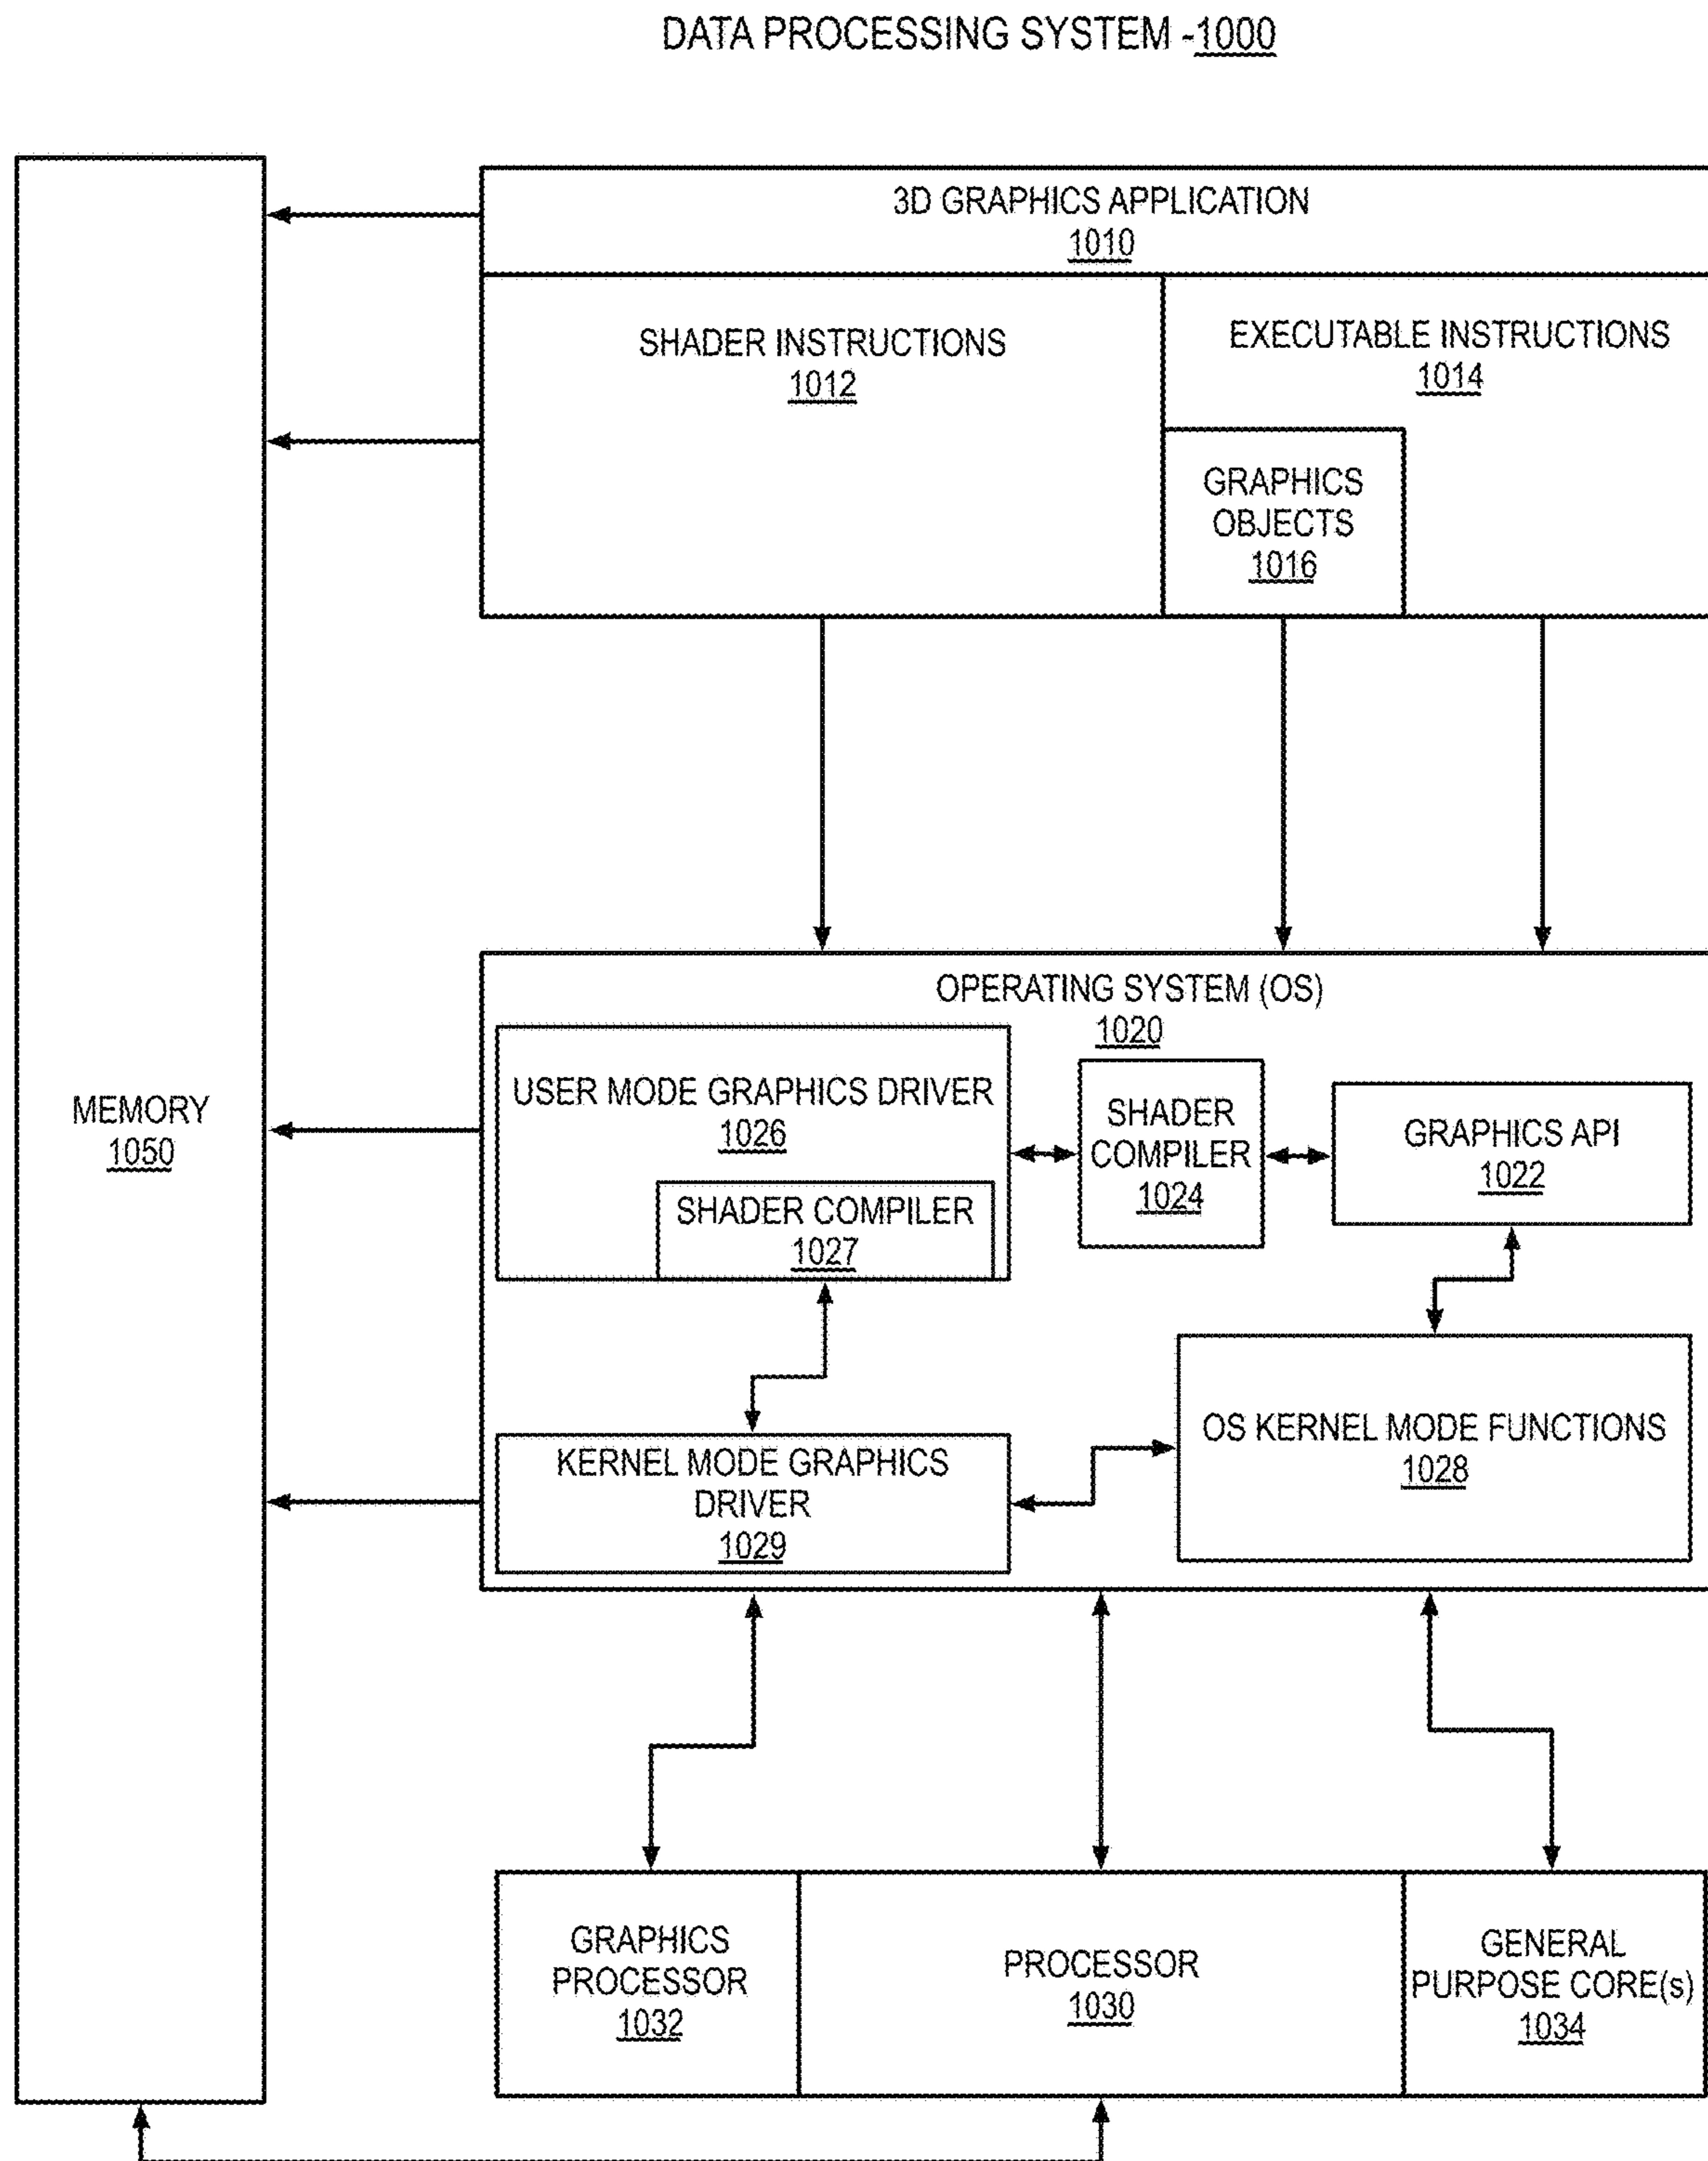 DATA PROCESSING SYSTEM -1000
3D GRAPHICS APPLICATION
1010
SHADER INSTRUCTIONS
1012
EXECUTABLE INSTRUCTIONS
1014
GRAPHICS
OBJECTS
1016
MEMORY
1050
OPERATING SYSTEM (OS)
1020
USER MODE GRAPHICS DRIVER
1026
SHADER COMPILER
1027
SHADER
COMPILER
1024
GRAPHICS API
1022
KERNEL MODE GRAPHICS
DRIVER
1029
OS KERNEL MODE FUNCTIONS
1028
GRAPHICS
PROCESSOR
1032
PROCESSOR
1030
GENERAL
PURPOSE CORE(s)
1034